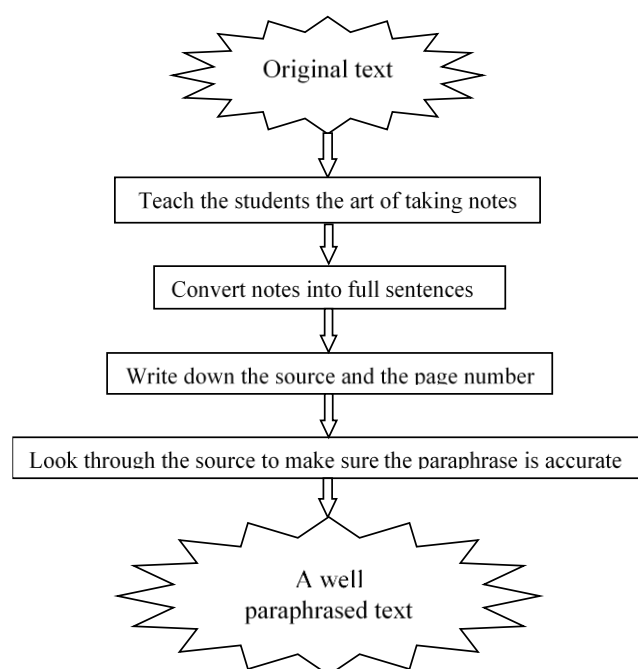 Original text
Teach the students the art of taking notes
Convert notes into full sentences
Write down the source and the page number
Look through the source to make sure the paraphrase is accurate
A well
paraphrased text